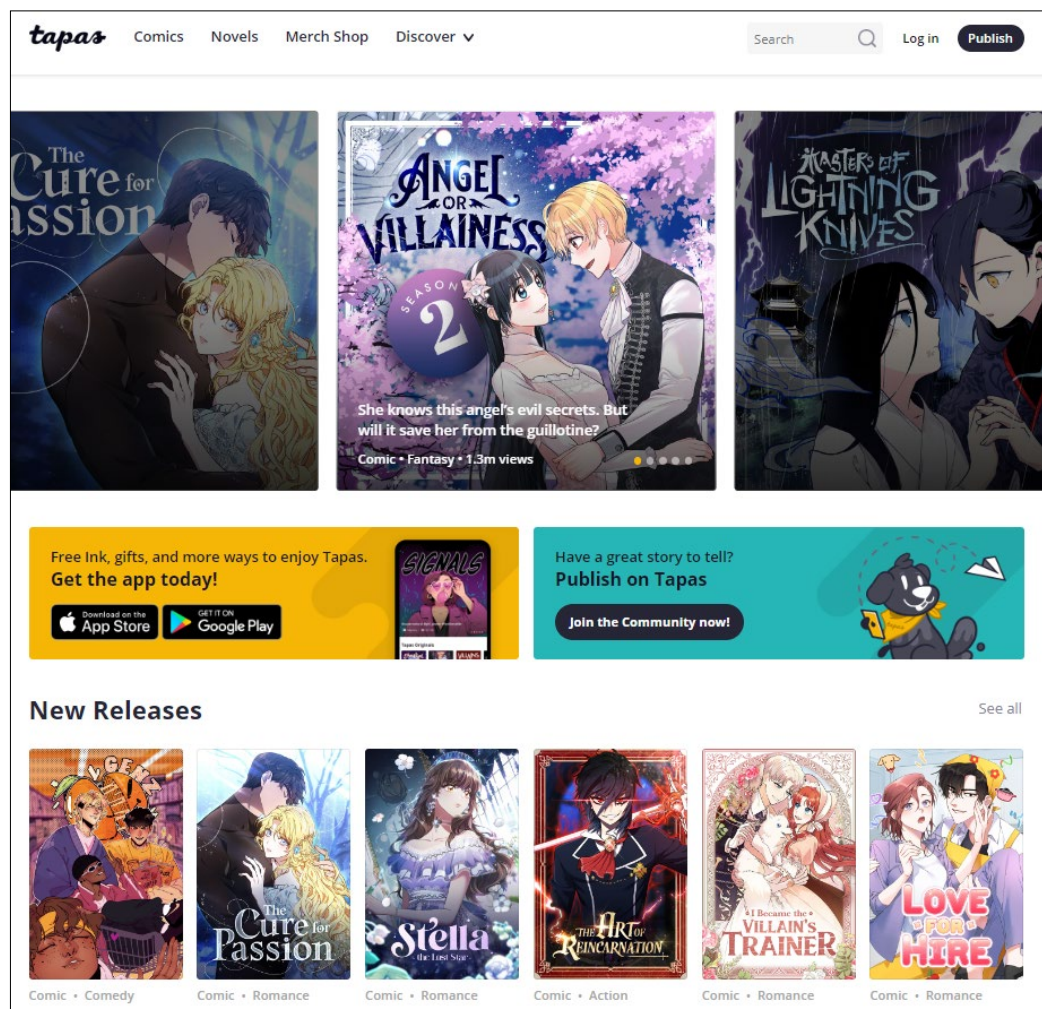 tapas
Comics
Novels
Merch Shop
Discover
Search
Log in
Publish
The
Cure for
Passion
ANGEL
OR
VILLAINESS
SEASON
2
She knows this angel's evil secrets. But
will it save her from the guillotine?
Comic • Fantasy • 1.3m views
MASTERS OF
LIGHTNING
KNIVES
Free Ink, gifts, and more ways to enjoy Tapas.
Get the app today!
Download on the
App Store
GET IT ON
Google Play
SIGNALS
Tapas Originals
Have a great story to tell?
Publish on Tapas
Join the Community now!
New Releases
See all
The
Cure for
Passion
Stella
the Lost Star
THE ART OF
REINCARNATION
I Became the
VILLAIN'S
TRAINER
LOVE
FOR
HIRE
Comic • Comedy
Comic • Romance
Comic • Romance
Comic • Action
Comic • Romance
Comic • Romance